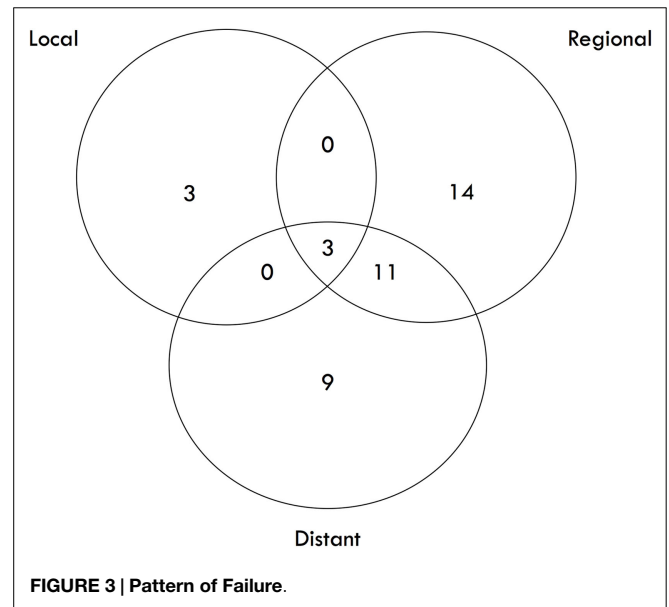 Local Regional
0
3 14
3
0 11
9
Distant
FIGURE 3 | Pattern of Failure.